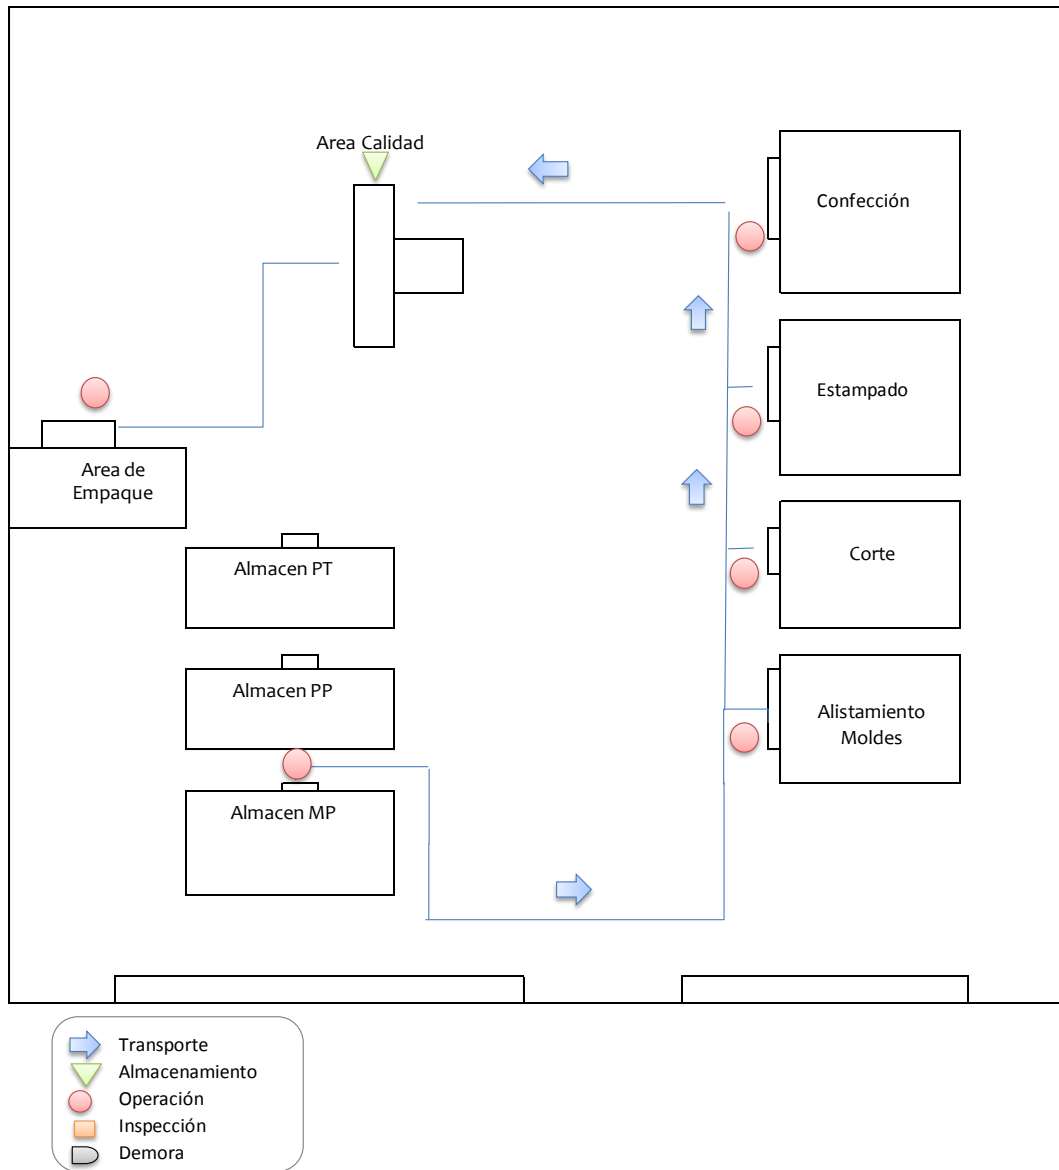 Area Calidad
Confección
Estampado
Area de
Empaque
Corte
Almacen PT
Almacen PP
Alistamiento
Moldes
Almacen MP
Transporte
Almacenamiento
Operación
Inspección
Demora